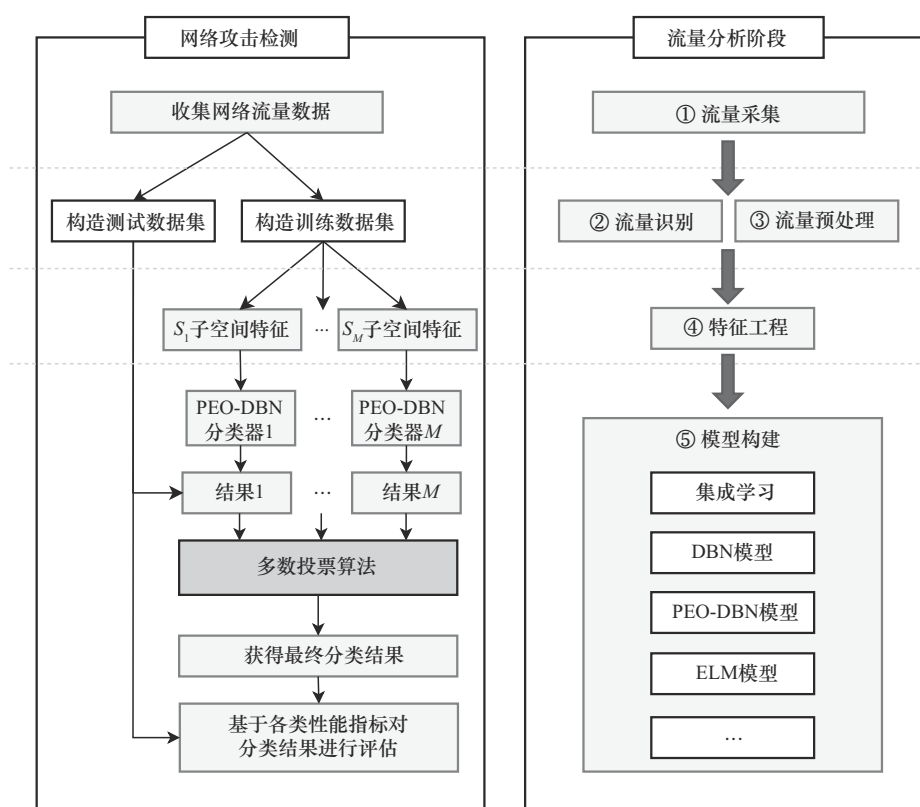 网络攻击检测
收集网络流量数据
构造测试数据集
构造训练数据集
S1子空间特征
…
SM子空间特征
PEO-DBN
分类器1
…
PEO-DBN
分类器M
结果1
…
结果M
多数投票算法
获得最终分类结果
基于各类性能指标对
分类结果进行评估
流量分析阶段
① 流量采集
② 流量识别
③ 流量预处理
④ 特征工程
⑤ 模型构建
集成学习
DBN模型
PEO-DBN模型
ELM模型
…